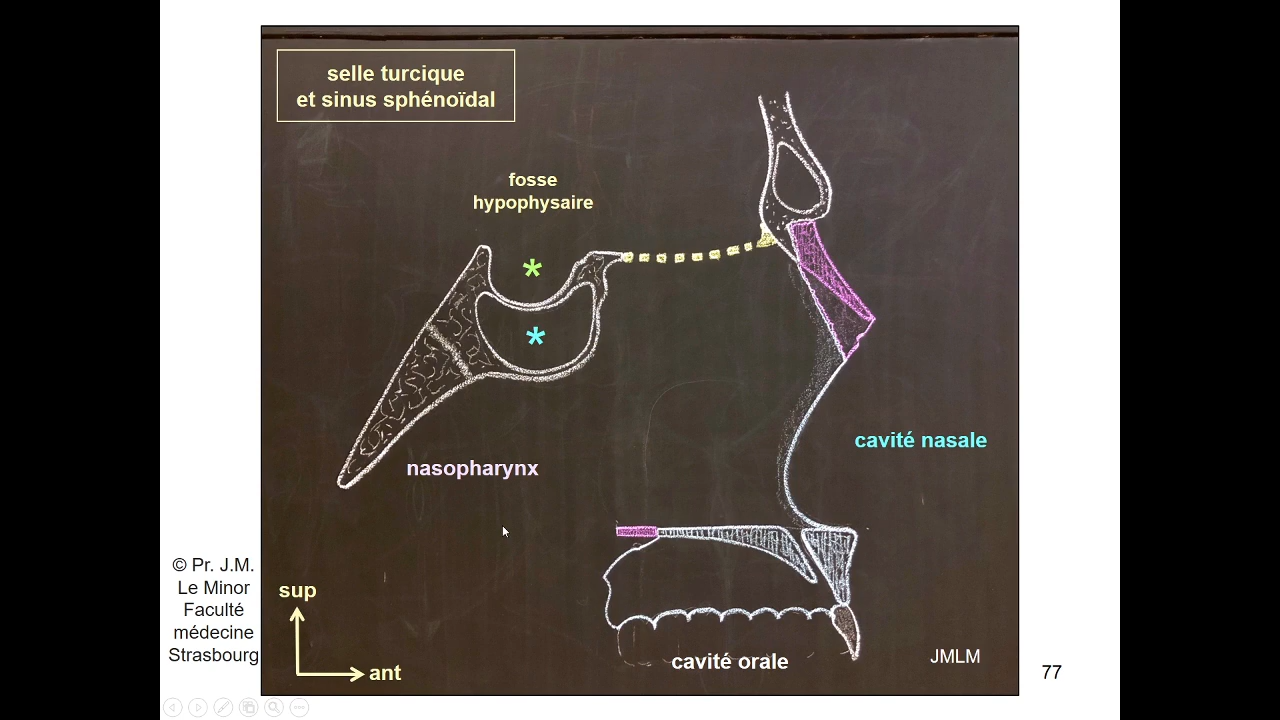 selle turcique
et sinus sphénoïdal
fosse
hypophysaire
*
*
cavité nasale
nasopharynx
© Pr. J.M.
Le Minor
Faculté
médecine
Strasbourg
sup
ant
cavité orale
JMLM
77